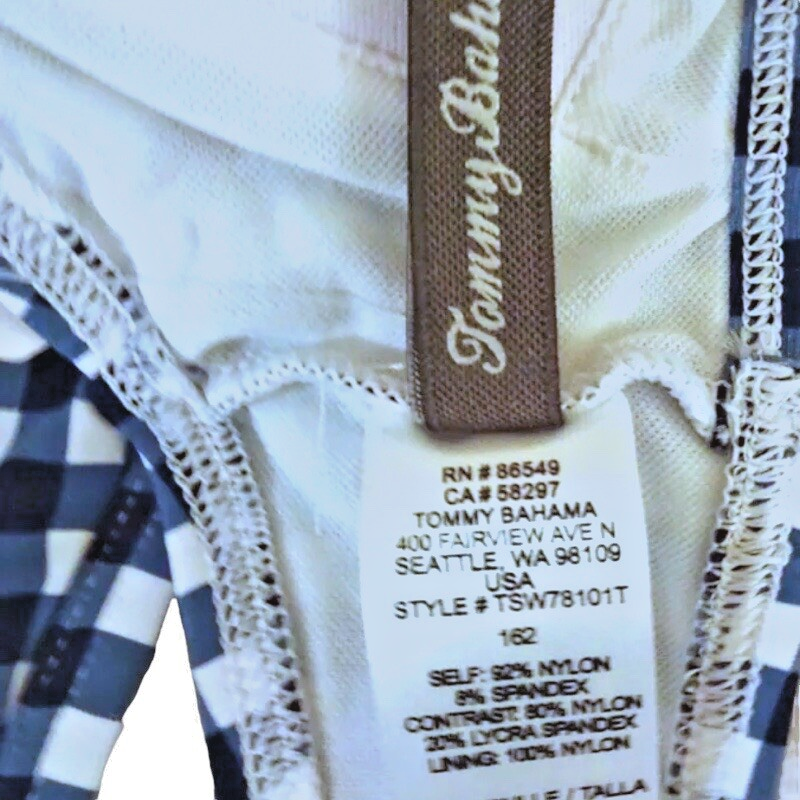 Tommy Bah
RN # 86549
CA # 58297
TOMMY BAHAMA
400 FAIRVIEW AVE N
SEATTLE, WA 98109
USA
STYLE # TSW78101T
162
SELF: 92% NYLON
8% SPANDEX
CONTRAST: 80% NYLON
20% LYCRA SPANDEX
LINING: 100% NYLON
/ TALLA